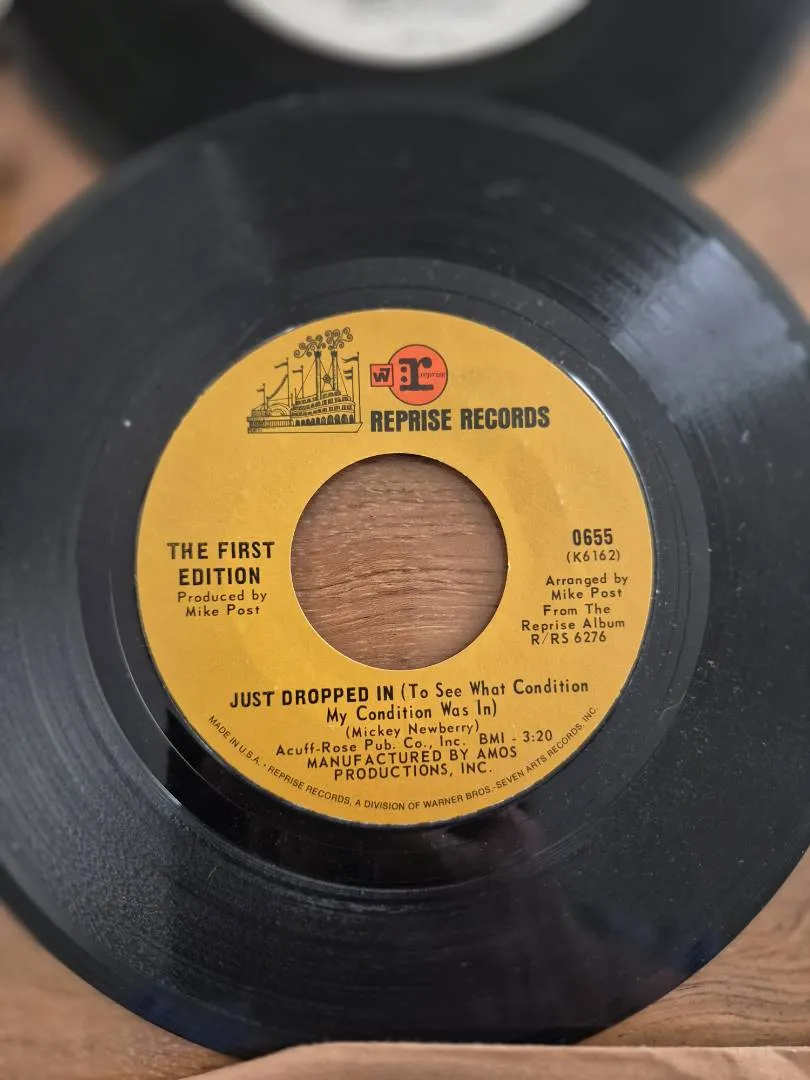 W7
r reprise
REPRISE RECORDS
THE FIRST
EDITION
Produced by
Mike Post
0655
(K6162)
Arranged by
Mike Post
From The
Reprise Album
R/RS 6276
JUST DROPPED IN (To See What Condition
My Condition Was In)
(Mickey Newberry)
Acuff-Rose Pub. Co., Inc. BMI - 3:20
MANUFACTURED BY AMOS
PRODUCTIONS, INC.
MADE IN U.S.A. · REPRISE RECORDS, A DIVISION OF WARNER BROS.-SEVEN ARTS RECORDS, INC.